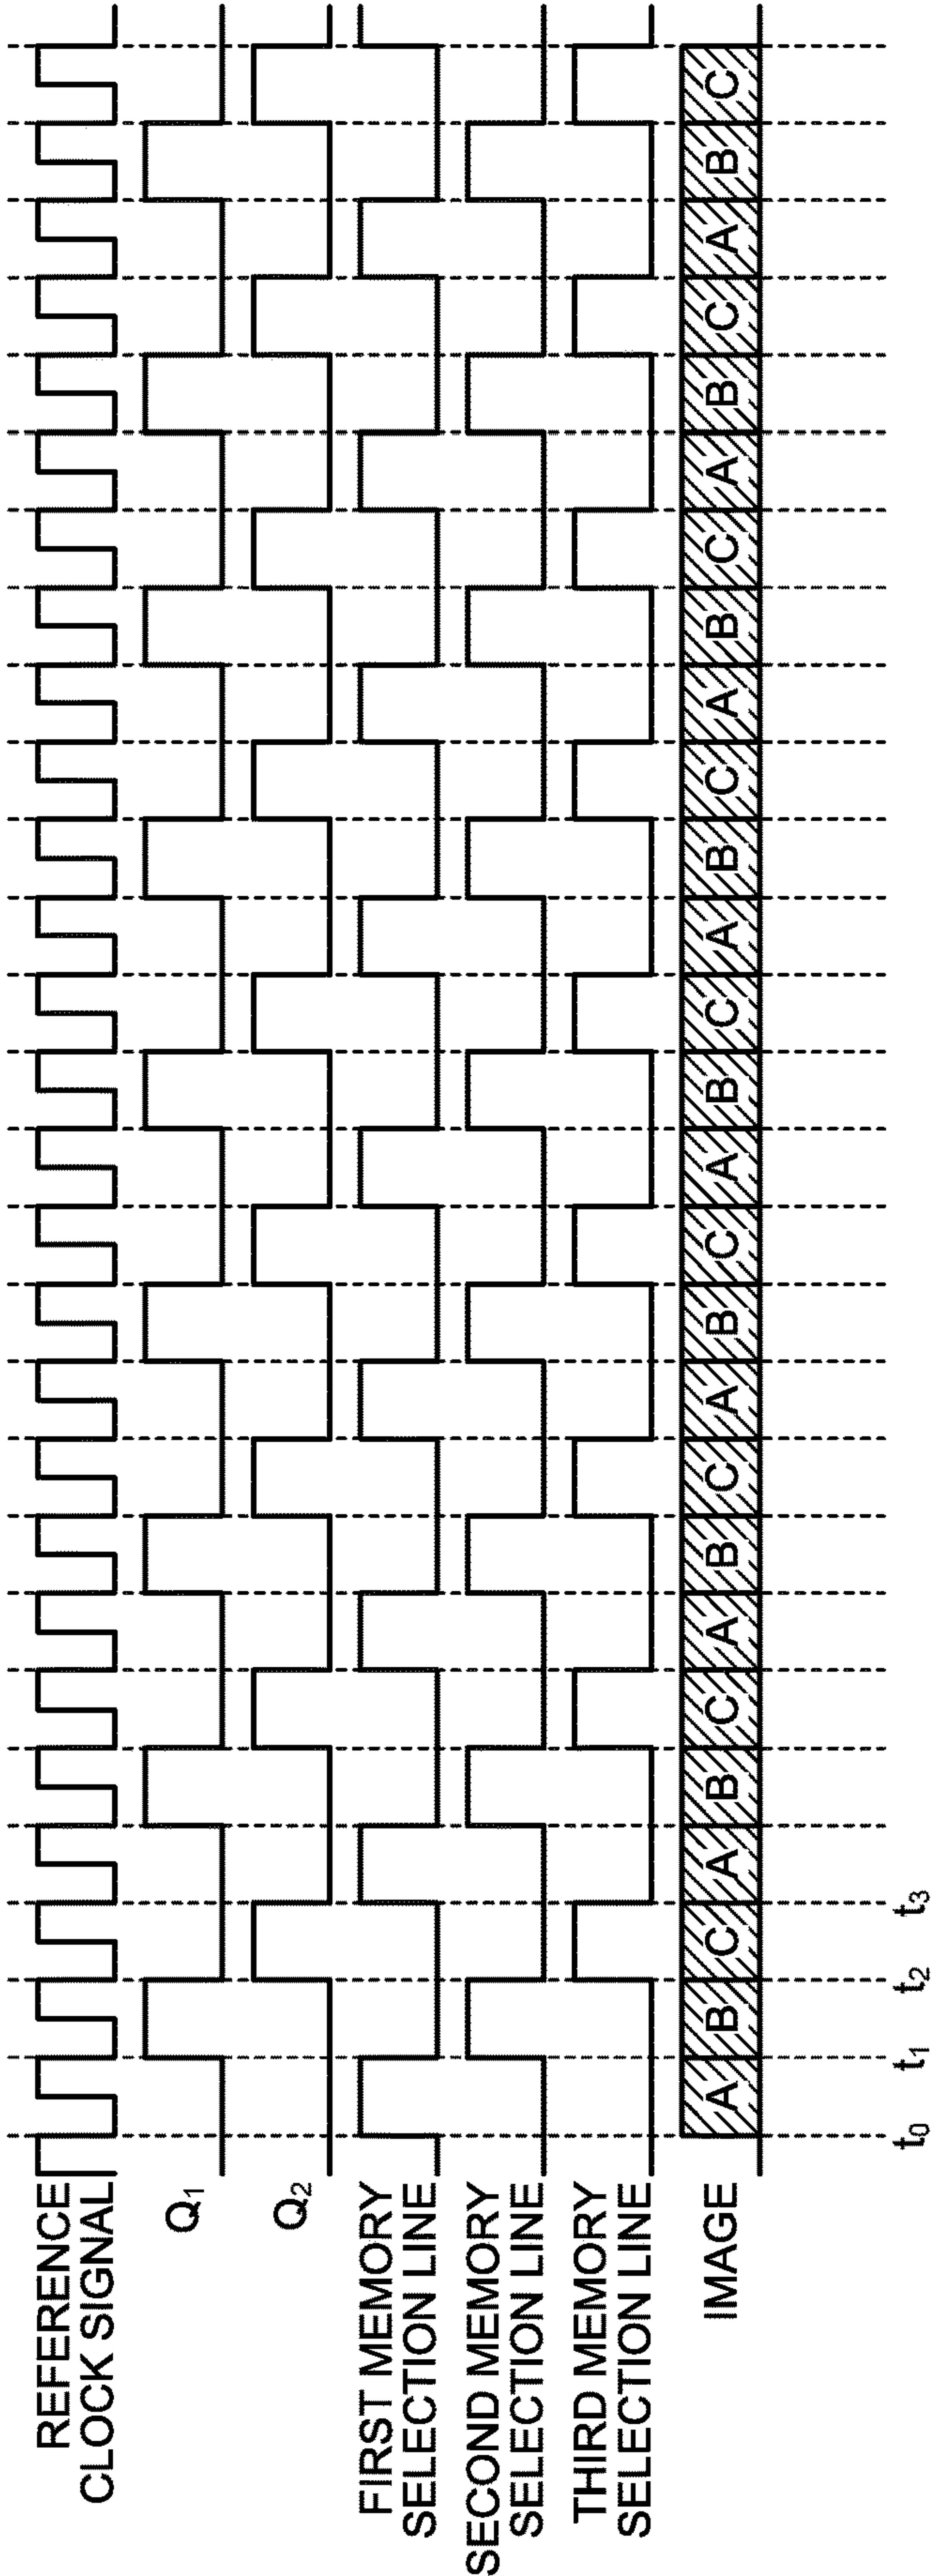 REFERENCE
CLOCK SIGNAL
Q₁
Q₂
FIRST MEMORY
SELECTION LINE
SECOND MEMORY
SELECTION LINE
THIRD MEMORY
SELECTION LINE
IMAGE A B C A B C A B C A B C A B C A B C A B C A B C A B C
t₀ t₁ t₂ t₃